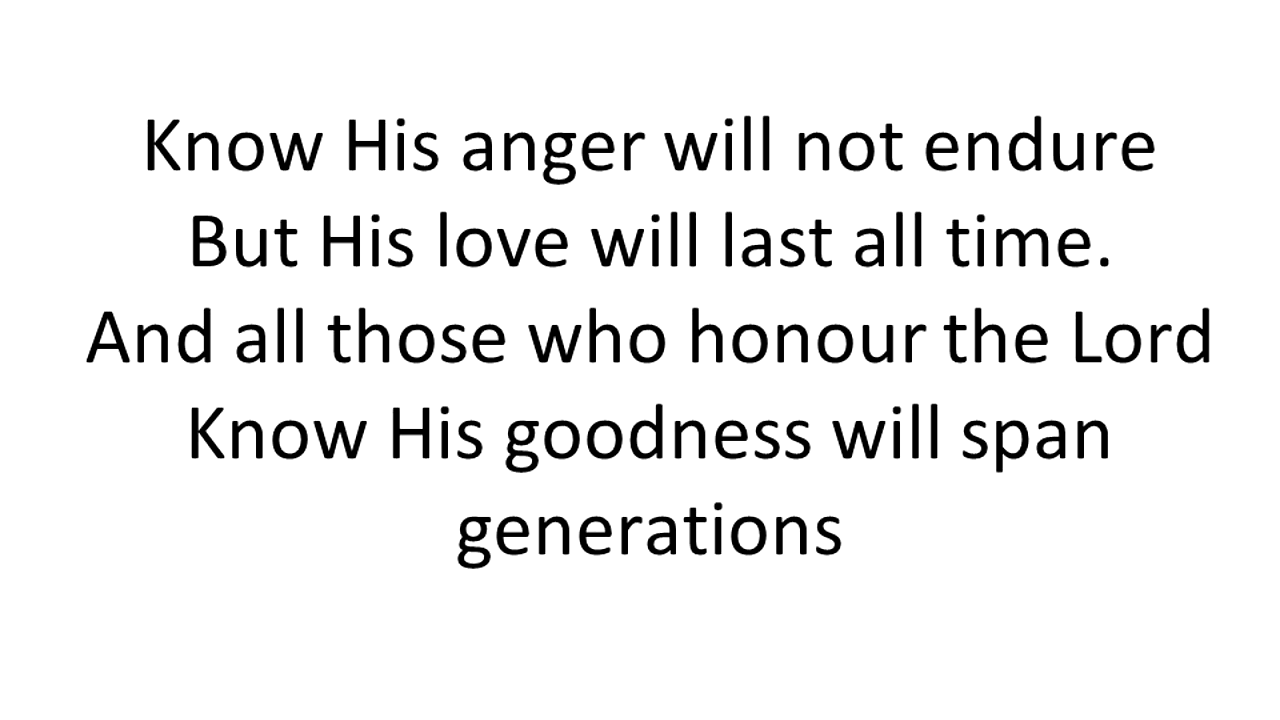 Know His anger will not endure
But His love will last all time.
And all those who honour the Lord
Know His goodness will span
generations